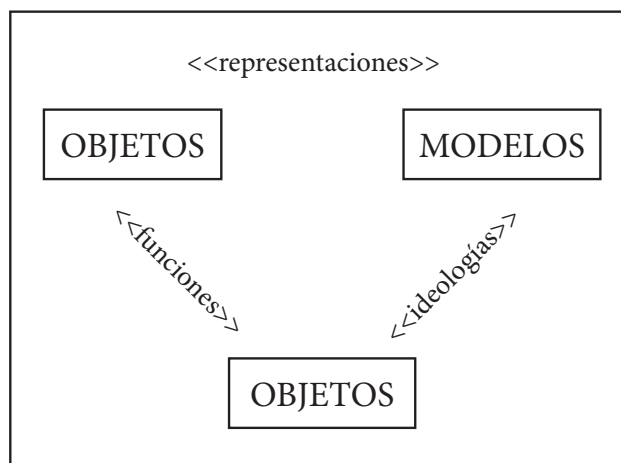 <<representaciones>>
OBJETOS
MODELOS
<<funciones>>
<<ideologías>>
OBJETOS